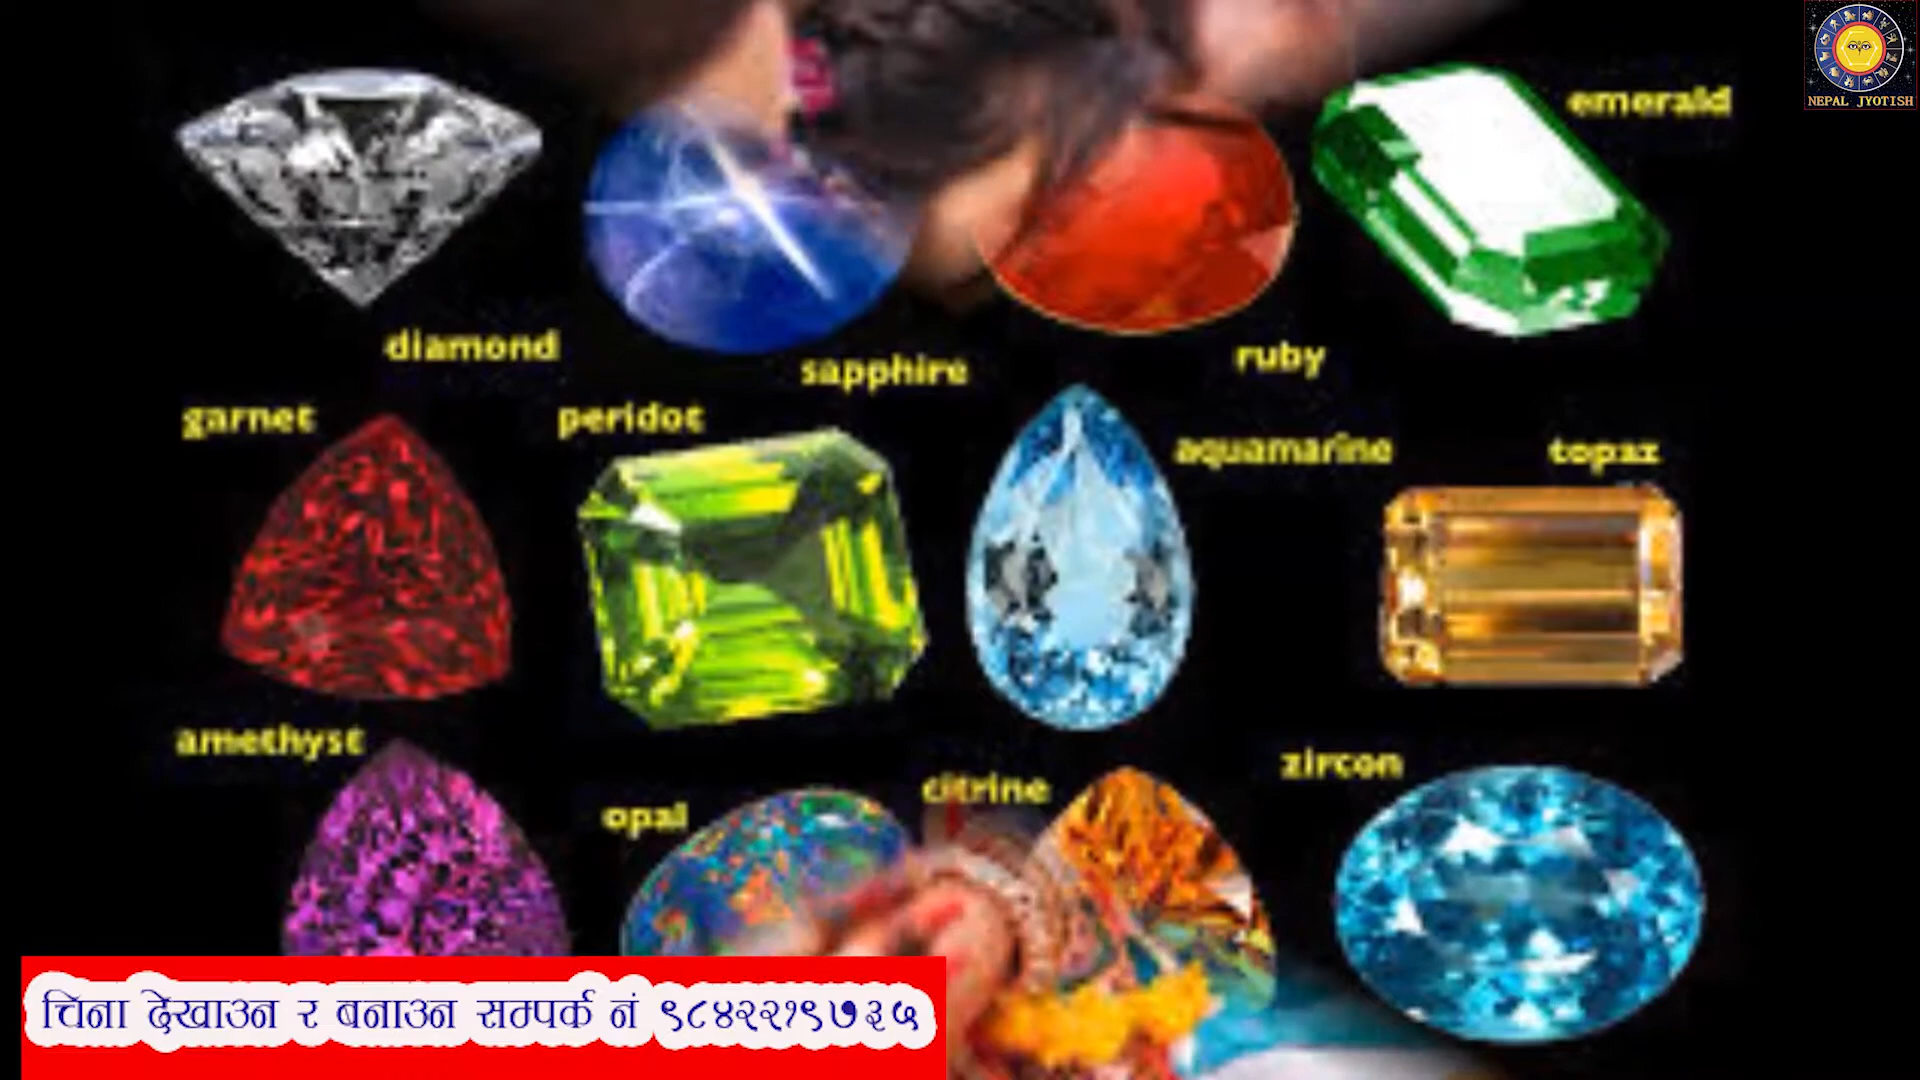 NEPAL JYOTISH
emerald
diamond
sapphire
ruby
garnet
peridot
aquamarine
topaz
amethyst
opal
citrine
zircon
चिना देखाउन र बनाउन सम्पर्क नं ९८४२२१९७३५